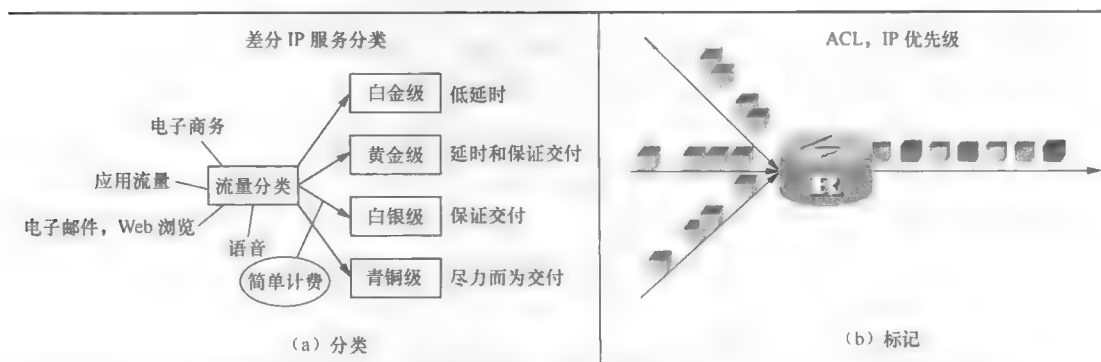 差分 IP 服务分类
白金级 低延时
电子商务
黄金级 延时和保证交付
应用流量
流量分类
电子邮件，Web 浏览
白银级 保证交付
语音
简单计费
青铜级 尽力而为交付
（a）分类
ACL，IP 优先级
（b）标记